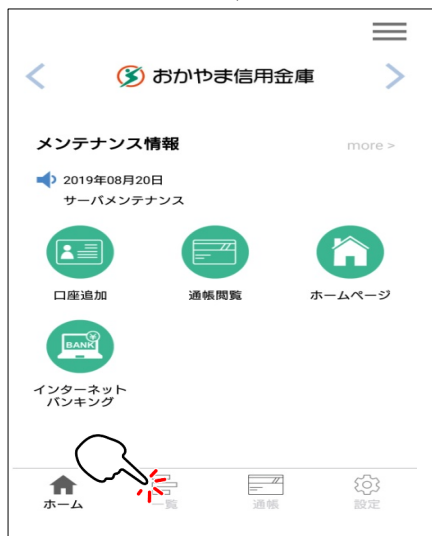 おかやま信用金庫
メンテナンス情報
more >
2019年08月20日
サーバメンテナンス
口座追加
通帳閲覧
ホームページ
BANK
¥
インターネット
バンキング
ホーム
一覧
通帳
設定